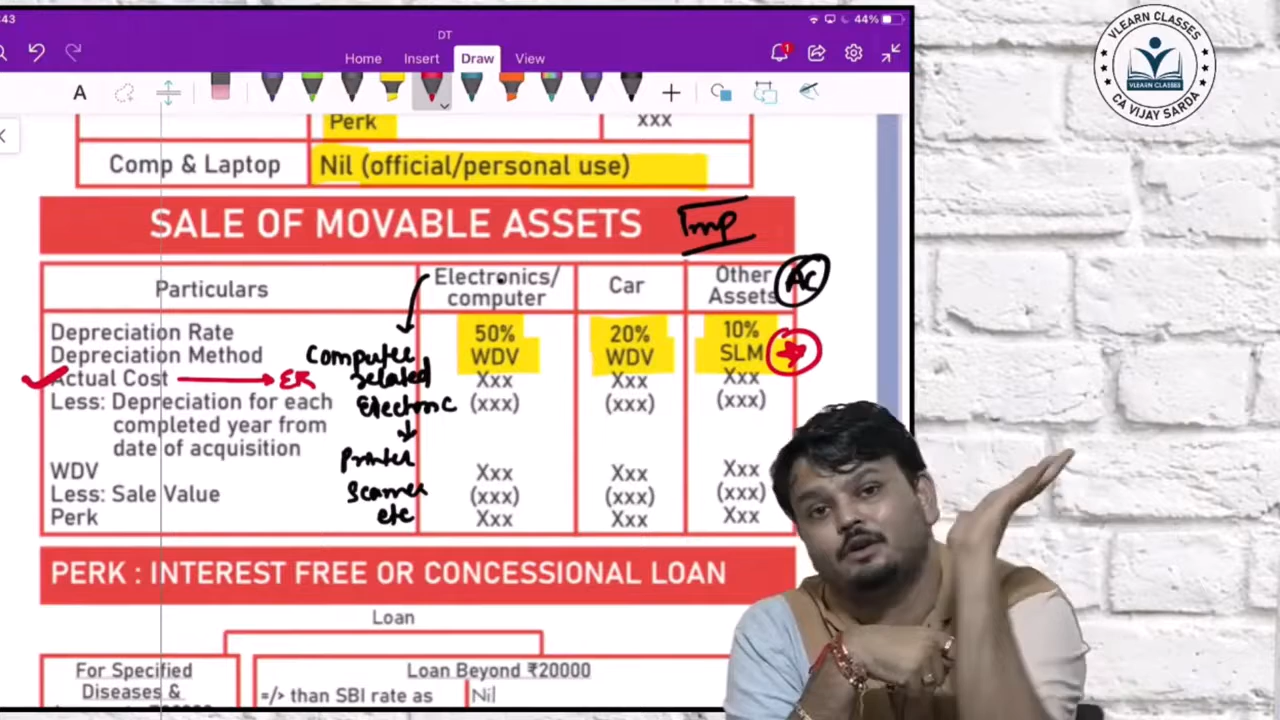 :43
44%
DT
Home Insert Draw View
1
A
VLEARN CLASSES
VLEARN CLASSES
CA VIJAY SARDA
Perk xxx
Comp & Laptop Nil (official/personal use)
SALE OF MOVABLE ASSETS Imp
Particulars Electronics/ computer Car Other Assets AC
Depreciation Rate 50% 20% 10%
Depreciation Method WDV WDV SLM
Computer
Actual Cost ER Xxx Xxx Xxx
related
Less: Depreciation for each (xxx) (xxx) (xxx)
Electronic
completed year from
date of acquisition
Printer
WDV Xxx Xxx Xxx
Less: Sale Value (xxx) (xxx) (xxx)
Scanner
Perk Xxx Xxx Xxx
etc
PERK : INTEREST FREE OR CONCESSIONAL LOAN
Loan
For Specified
Diseases &
Loan Beyond ₹20000
=/> than SBI rate as Nil